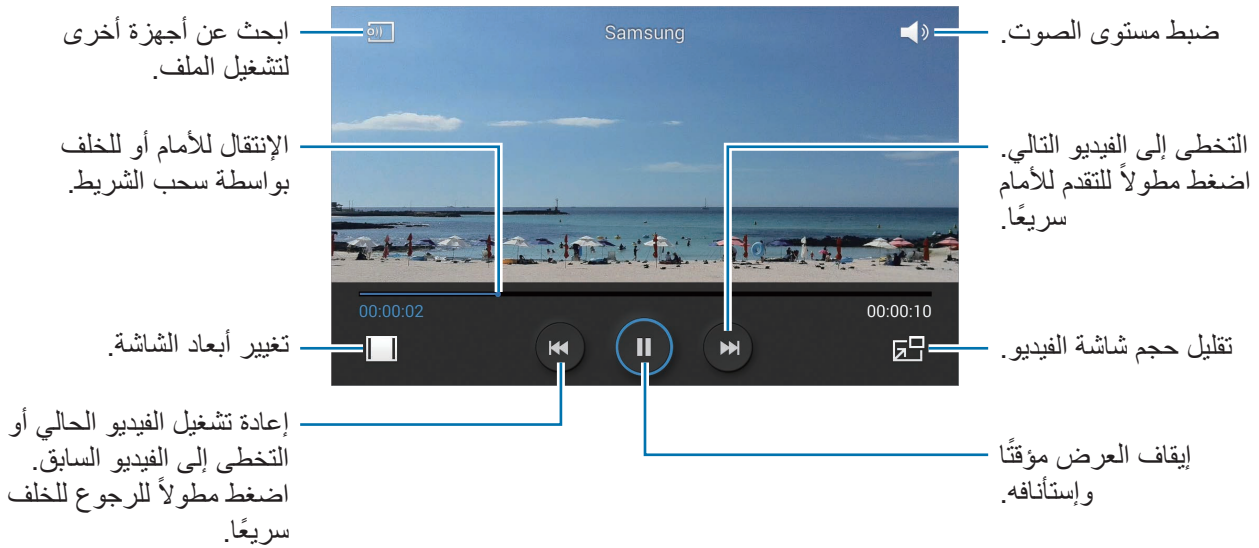 ابحث عن أجهزة أخرى
لتشغيل الملف.
Samsung
ضبط مستوى الصوت.
الإنتقال للأمام أو للخلف
بواسطة سحب الشريط.
التخطى إلى الفيديو التالي.
اضغط مطولاً للتقدم للأمام
سريعًا.
00:00:02
00:00:10
تغيير أبعاد الشاشة.
تقليل حجم شاشة الفيديو.
إعادة تشغيل الفيديو الحالي أو
التخطى إلى الفيديو السابق.
اضغط مطولاً للرجوع للخلف
سريعًا.
إيقاف العرض مؤقتًا
وإستأنافه.